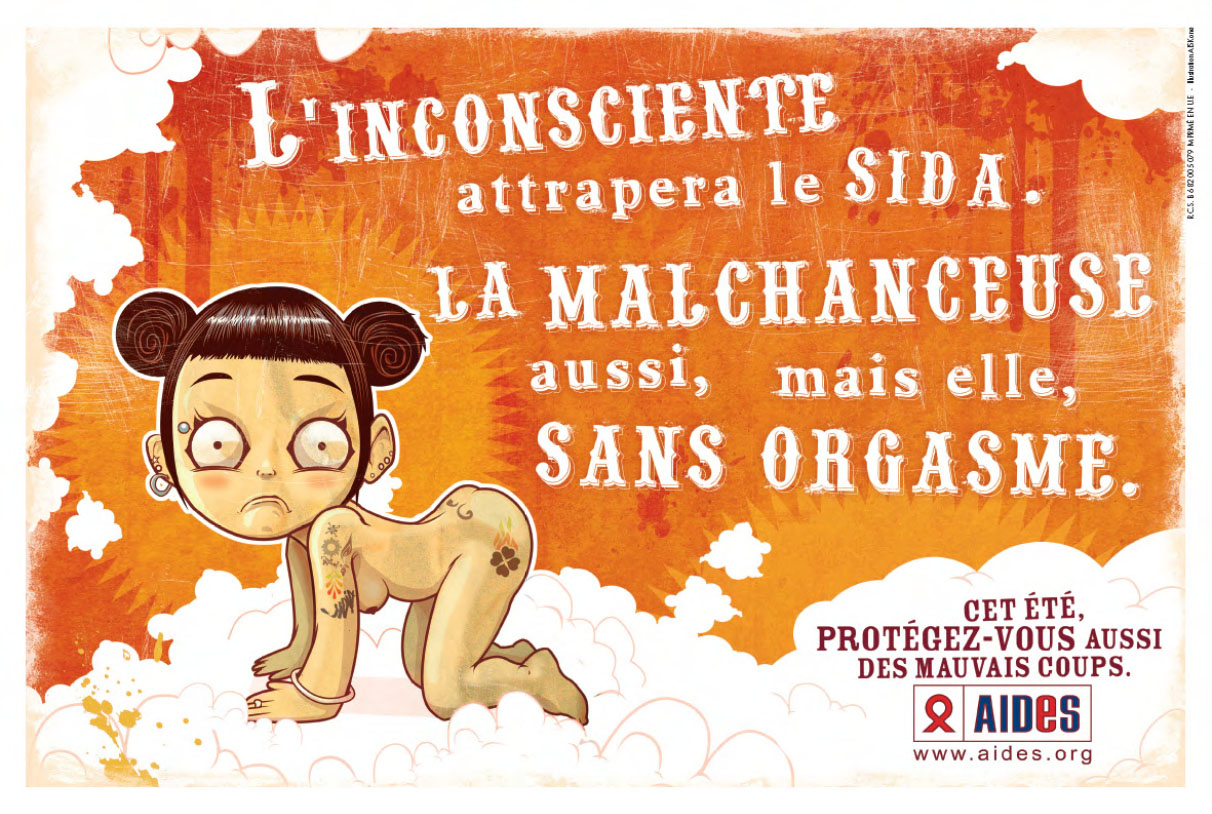 L'INCONSCIENTE
attrapera le SIDA.
LA MALCHANCEUSE
aussi, mais elle,
SANS ORGASME.
CET ÉTÉ,
PROTÉGEZ-VOUS AUSSI
DES MAUVAIS COUPS.
AIDeS
www.aides.org